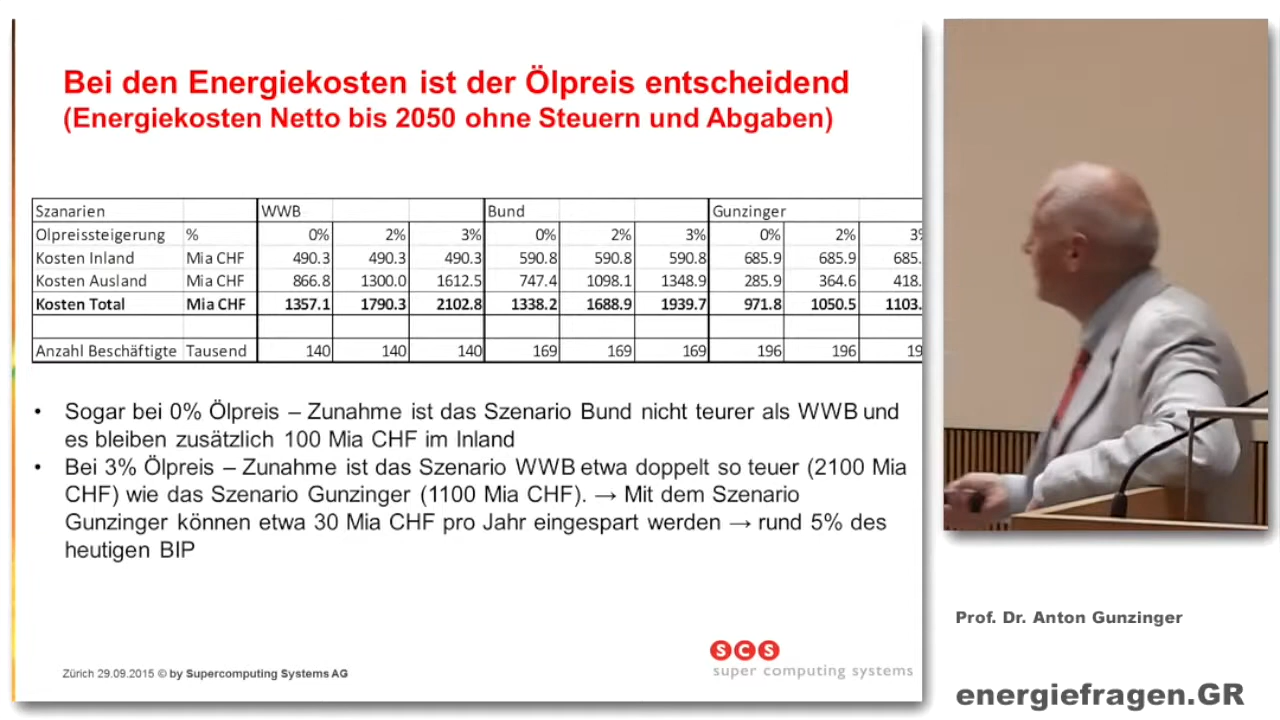 Bei den Energiekosten ist der Ölpreis entscheidend
(Energiekosten Netto bis 2050 ohne Steuern und Abgaben)
Szanarien WWB Bund Gunzinger
Olpreissteigerung % 0% 2% 3% 0% 2% 3% 0% 2% 3%
Kosten Inland Mia CHF 490.3 490.3 490.3 590.8 590.8 590.8 685.9 685.9 685.
Kosten Ausland Mia CHF 866.8 1300.0 1612.5 747.4 1098.1 1348.9 285.9 364.6 418.
Kosten Total Mia CHF 1357.1 1790.3 2102.8 1338.2 1688.9 1939.7 971.8 1050.5 1103.
Anzahl Beschäftigte Tausend 140 140 140 169 169 169 196 196 19
• Sogar bei 0% Ölpreis – Zunahme ist das Szenario Bund nicht teurer als WWB und
es bleiben zusätzlich 100 Mia CHF im Inland
• Bei 3% Ölpreis – Zunahme ist das Szenario WWB etwa doppelt so teuer (2100 Mia
CHF) wie das Szenario Gunzinger (1100 Mia CHF). → Mit dem Szenario
Gunzinger können etwa 30 Mia CHF pro Jahr eingespart werden → rund 5% des
heutigen BIP
Zürich 29.09.2015 © by Supercomputing Systems AG
SCS
super computing systems
Prof. Dr. Anton Gunzinger
energiefragen.GR